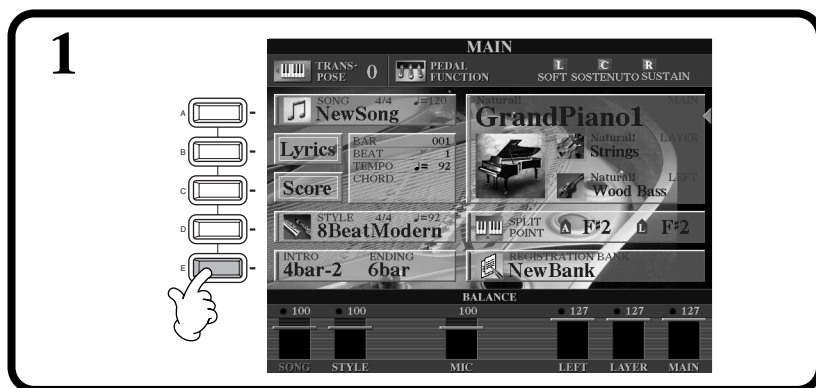 1
MAIN
TRANS-
POSE 0
PEDAL
FUNCTION
L C R
SOFT SOSTENUTO SUSTAIN
A
B
C
D
E
SONG 4/4 ♩=120
NewSong
Lyrics
Score
BAR 001
BEAT 1
TEMPO ♩= 92
CHORD
STYLE 4/4 ♩=92
8BeatModern
INTRO ENDING
4bar-2 6bar
Natural! MAIN
GrandPiano1
Natural! LAYER
Strings
Natural! LEFT
Wood Bass
SPLIT
POINT A F♯2 L F♯2
REGISTRATION BANK
NewBank
BALANCE
100 100 100 127 127 127
SONG STYLE MIC LEFT LAYER MAIN